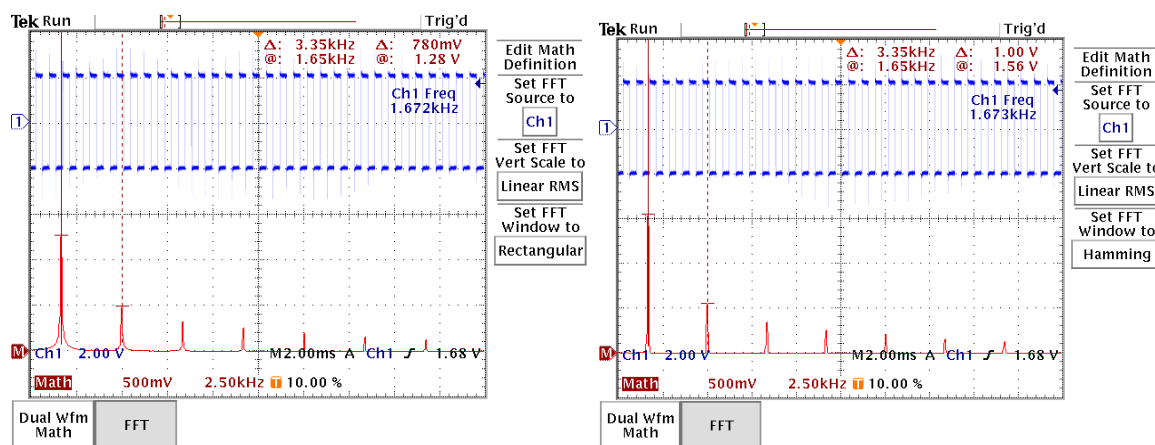 Tek Run Trig'd
Δ: 3.35kHz Δ: 780mV
@: 1.65kHz @: 1.28 V
Ch1 Freq
1.672kHz
1
M
Ch1 2.00 V M2.00ms A Ch1 1.68 V
Math 500mV 2.50kHz T 10.00 %
Edit Math
Definition
Set FFT
Source to
Ch1
Set FFT
Vert Scale to
Linear RMS
Set FFT
Window to
Rectangular
Dual Wfm
Math
FFT
Tek Run Trig'd
Δ: 3.35kHz Δ: 1.00 V
@: 1.65kHz @: 1.56 V
Ch1 Freq
1.673kHz
1
M
Ch1 2.00 V M2.00ms A Ch1 1.68 V
Math 500mV 2.50kHz T 10.00 %
Edit Math
Definition
Set FFT
Source to
Ch1
Set FFT
Vert Scale to
Linear RMS
Set FFT
Window to
Hamming
Dual Wfm
Math
FFT